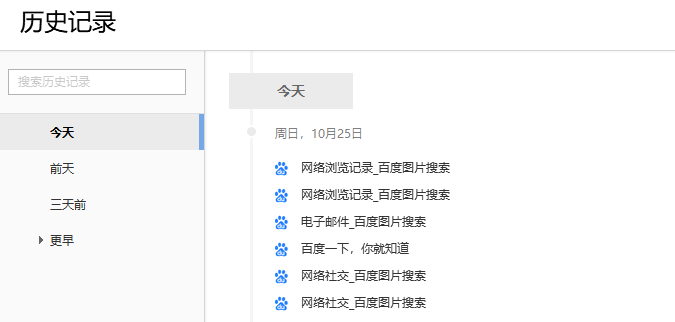 历史记录
搜索历史记录
今天
前天
三天前
更早
今天
周日，10月25日
网络浏览记录_百度图片搜索
网络浏览记录_百度图片搜索
电子邮件_百度图片搜索
百度一下，你就知道
网络社交_百度图片搜索
网络社交_百度图片搜索